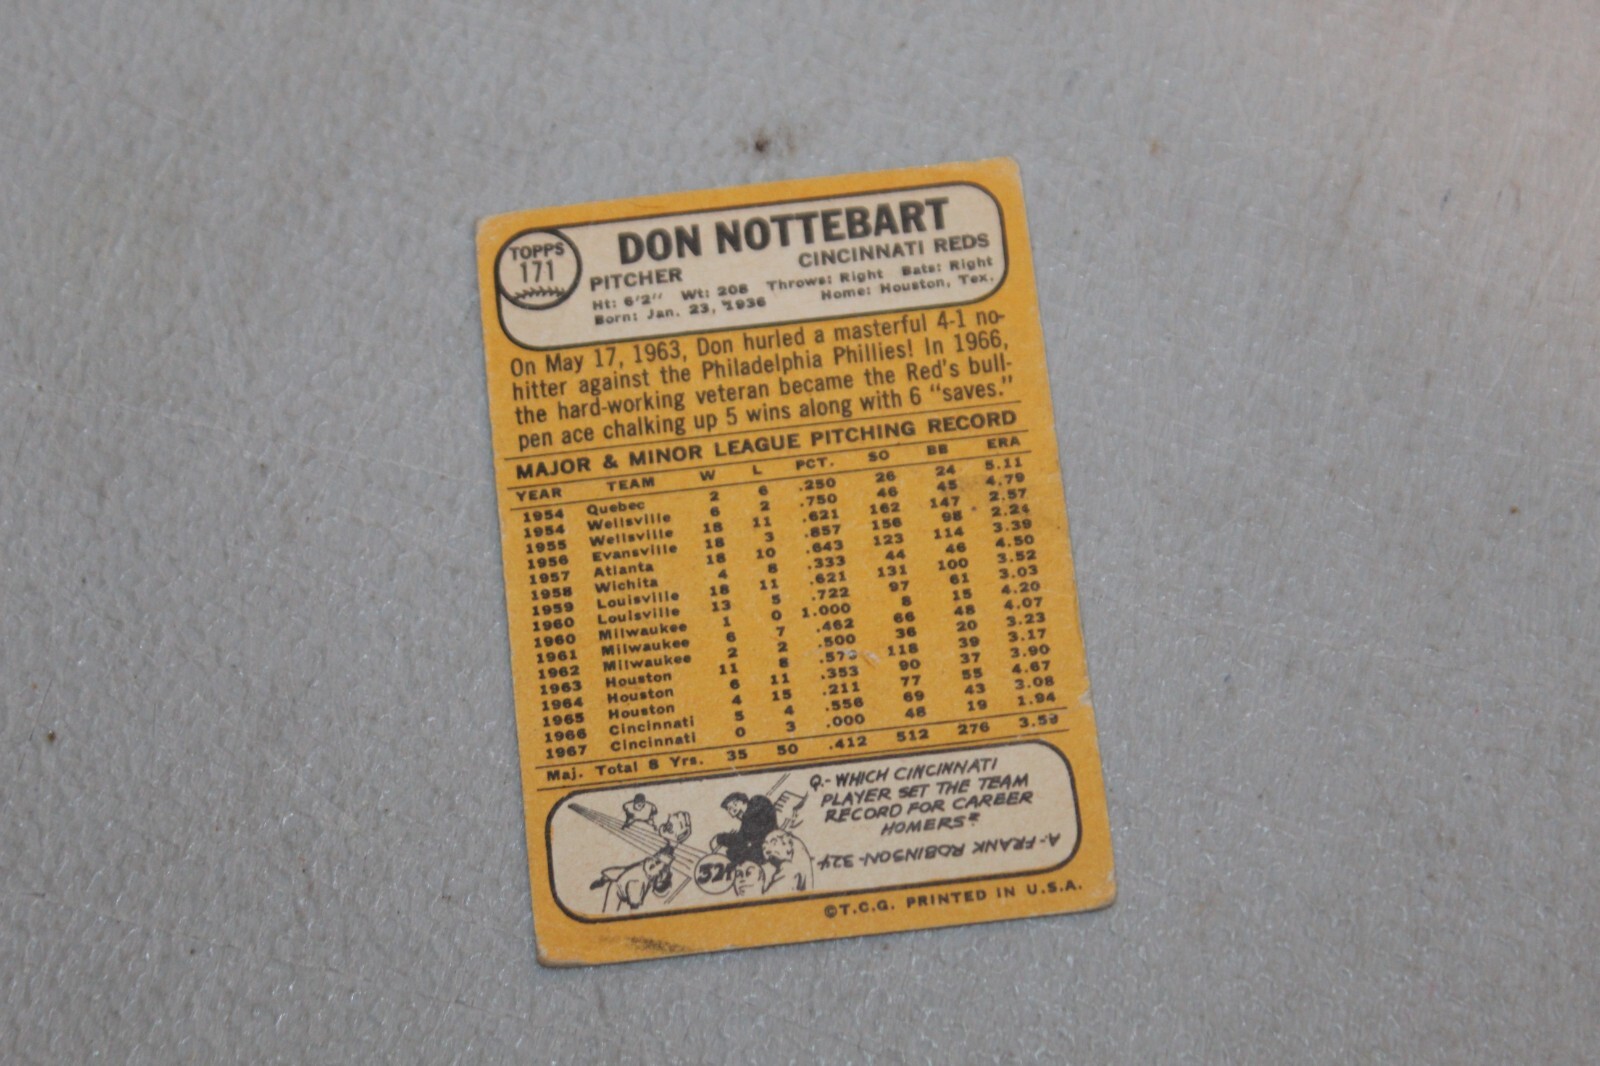 TOPPS
171
DON NOTTEBART
PITCHER CINCINNATI REDS
Ht: 6'2" Wt: 208 Throws: Right Bats: Right
Born: Jan. 23, 1936 Home: Houston, Tex.
On May 17, 1963, Don hurled a masterful 4-1 no-
hitter against the Philadelphia Phillies! In 1966,
the hard-working veteran became the Red's bull-
pen ace chalking up 5 wins along with 6 “saves.”
MAJOR & MINOR LEAGUE PITCHING RECORD
YEAR TEAM W L PCT. SO BB ERA
1954 Quebec 2 6 .250 26 24 5.11
1954 Wellsville 6 2 .750 46 45 4.79
1955 Wellsville 18 11 .621 162 147 2.57
1956 Evansville 18 3 .857 156 98 2.24
1957 Atlanta 18 10 .643 123 114 3.39
1958 Wichita 4 8 .333 44 46 4.50
1959 Louisville 18 11 .621 131 100 3.52
1960 Louisville 13 5 .722 97 61 3.03
1960 Milwaukee 1 0 1.000 8 15 4.20
1961 Milwaukee 6 7 .462 66 48 4.07
1962 Milwaukee 2 2 .500 36 20 3.23
1963 Houston 11 8 .579 118 39 3.17
1964 Houston 6 11 .353 90 37 3.90
1965 Houston 4 15 .211 77 55 4.67
1966 Cincinnati 5 4 .556 69 43 3.08
1967 Cincinnati 0 3 .000 48 19 1.94
Maj. Total 8 Yrs. 35 50 .412 512 276 3.59
Q.-WHICH CINCINNATI
PLAYER SET THE TEAM
RECORD FOR CAREER
HOMERS?
A-FRANK ROBINSON-324.
©T.C.G. PRINTED IN U.S.A.